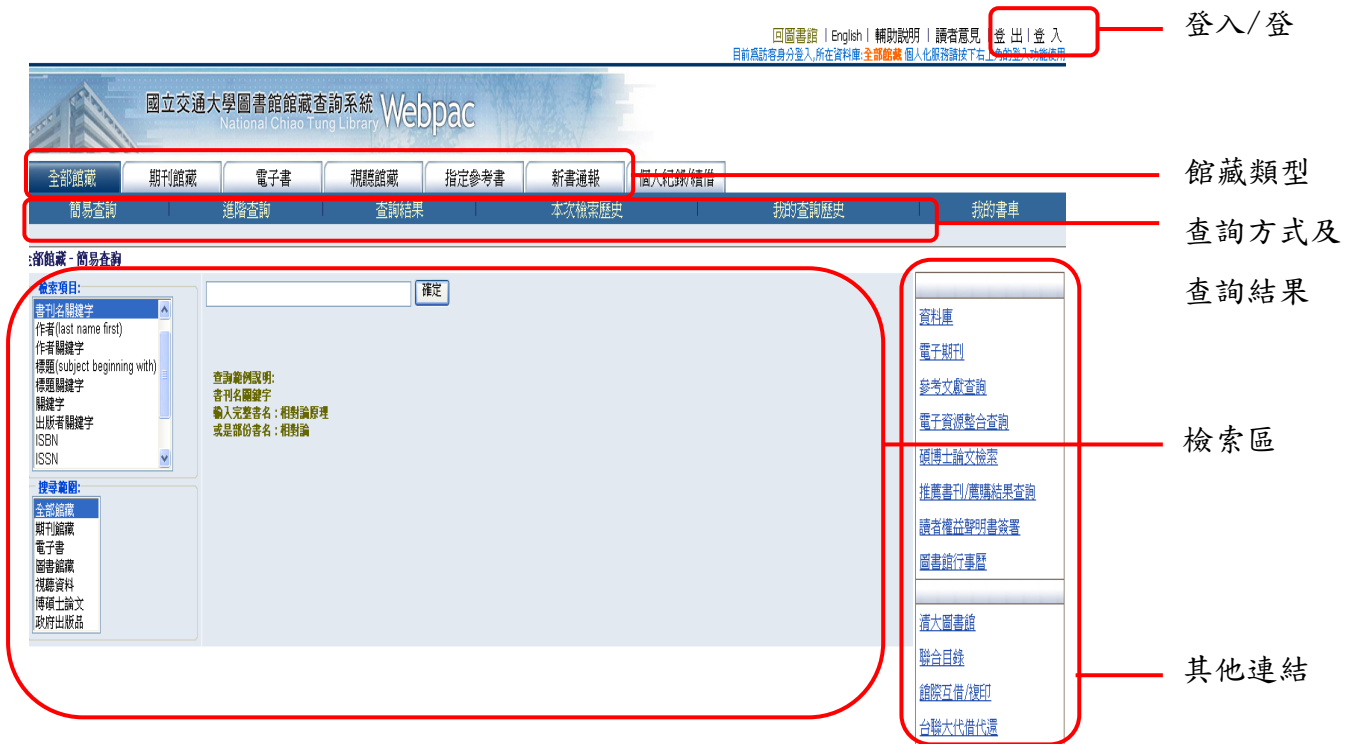 登入/登
回圖書館 | English | 輔助說明 | 讀者意見 | 登 出 | 登 入
目前為訪客身分登入,所在資料庫:全部館藏 個人化服務請按下右上角的登入功能使用
國立交通大學圖書館館藏查詢系統 Webpac
National Chiao Tung Library
全部館藏 期刊館藏 電子書 視聽館藏 指定參考書 新書通報 個人紀錄/續借
館藏類型
簡易查詢 進階查詢 查詢結果 本次檢索歷史 我的查詢歷史 我的書車
查詢方式及
查詢結果
全部館藏 - 簡易查詢
檢索項目:
書刊名關鍵字
作者(last name first)
作者關鍵字
標題(subject beginning with)
標題關鍵字
關鍵字
出版者關鍵字
ISBN
ISSN
確定
查詢範例說明:
書刊名關鍵字
輸入完整書名：相對論原理
或是部份書名：相對論
搜尋範圍:
全部館藏
期刊館藏
電子書
圖書館藏
視聽資料
博碩士論文
政府出版品
檢索區
資料庫
電子期刊
參考文獻查詢
電子資源整合查詢
碩博士論文檢索
推薦書刊/薦購結果查詢
讀者權益聲明書簽署
圖書館行事曆
清大圖書館
聯合目錄
館際互借/複印
台聯大代借代還
其他連結